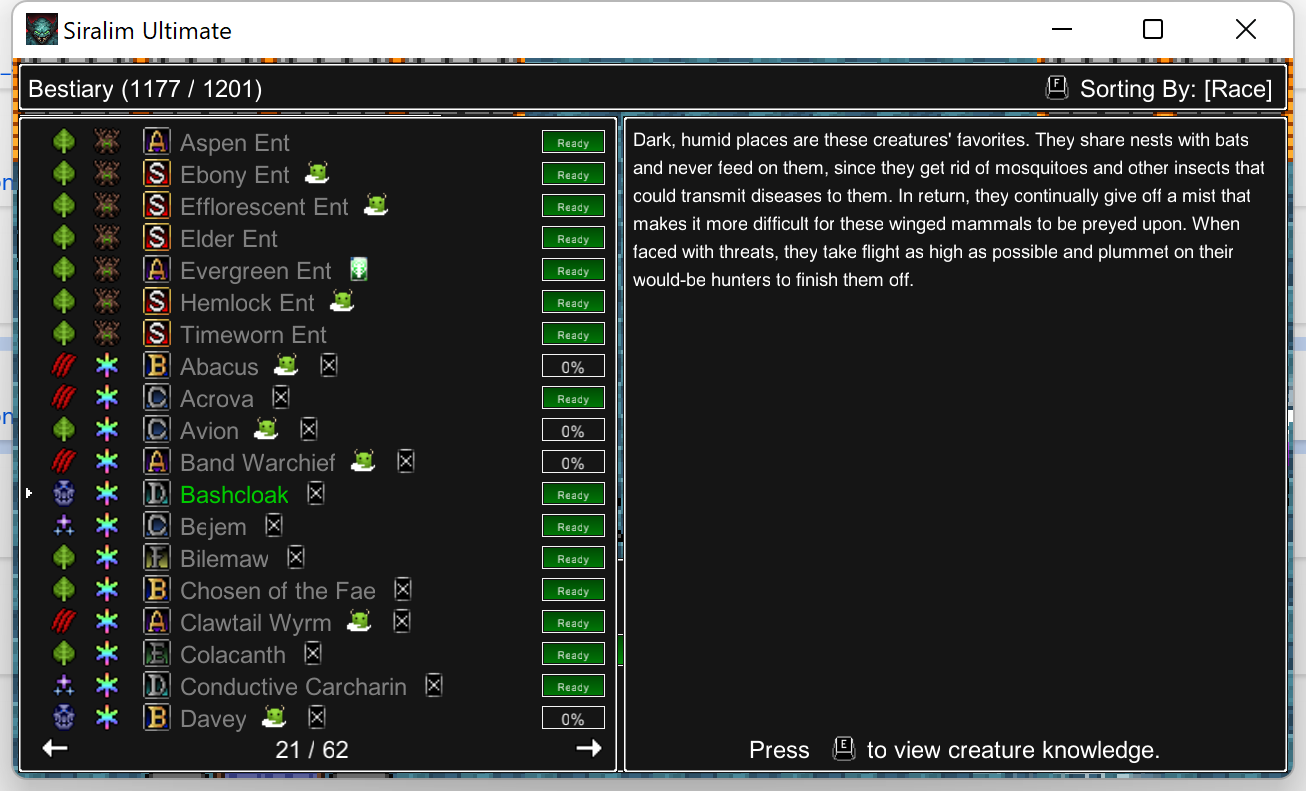 Siralim Ultimate
Bestiary (1177 / 1201)
F Sorting By: [Race]
A Aspen Ent Ready
S Ebony Ent Ready
S Efflorescent Ent Ready
S Elder Ent Ready
A Evergreen Ent Ready
S Hemlock Ent Ready
S Timeworn Ent Ready
B Abacus 0%
C Acrova Ready
C Avion 0%
A Band Warchief 0%
D Bashcloak Ready
C Bejem Ready
F Bilemaw Ready
B Chosen of the Fae Ready
A Clawtail Wyrm Ready
E Colacanth Ready
D Conductive Carcharin Ready
B Davey 0%
21 / 62
Dark, humid places are these creatures' favorites. They share nests with bats
and never feed on them, since they get rid of mosquitoes and other insects that
could transmit diseases to them. In return, they continually give off a mist that
makes it more difficult for these winged mammals to be preyed upon. When
faced with threats, they take flight as high as possible and plummet on their
would-be hunters to finish them off.
Press E to view creature knowledge.